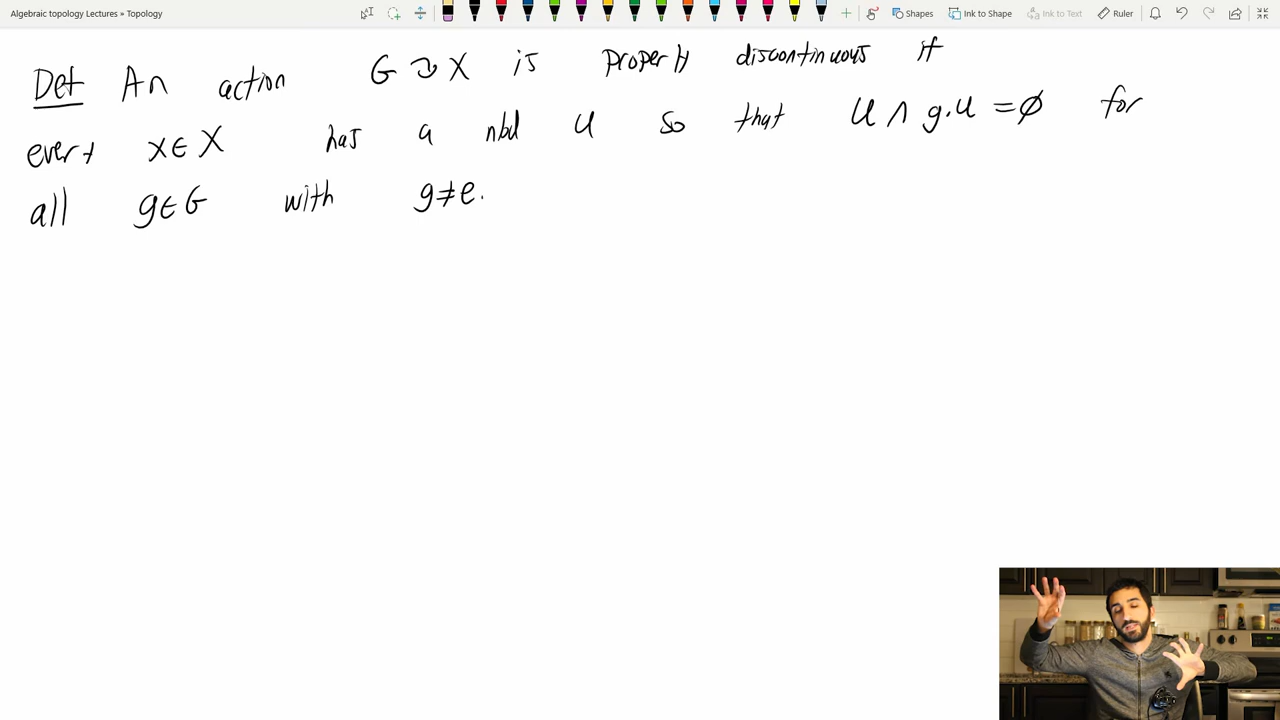 Algebraic topology Lectures - Topology
Shapes Ink to Shape Ink to Text Ruler
Def An action G ↷ X is properly discontinuous if
every x ∈ X has a nbd U so that U ∩ g.U = ∅ for
all g ∈ G with g ≠ e.